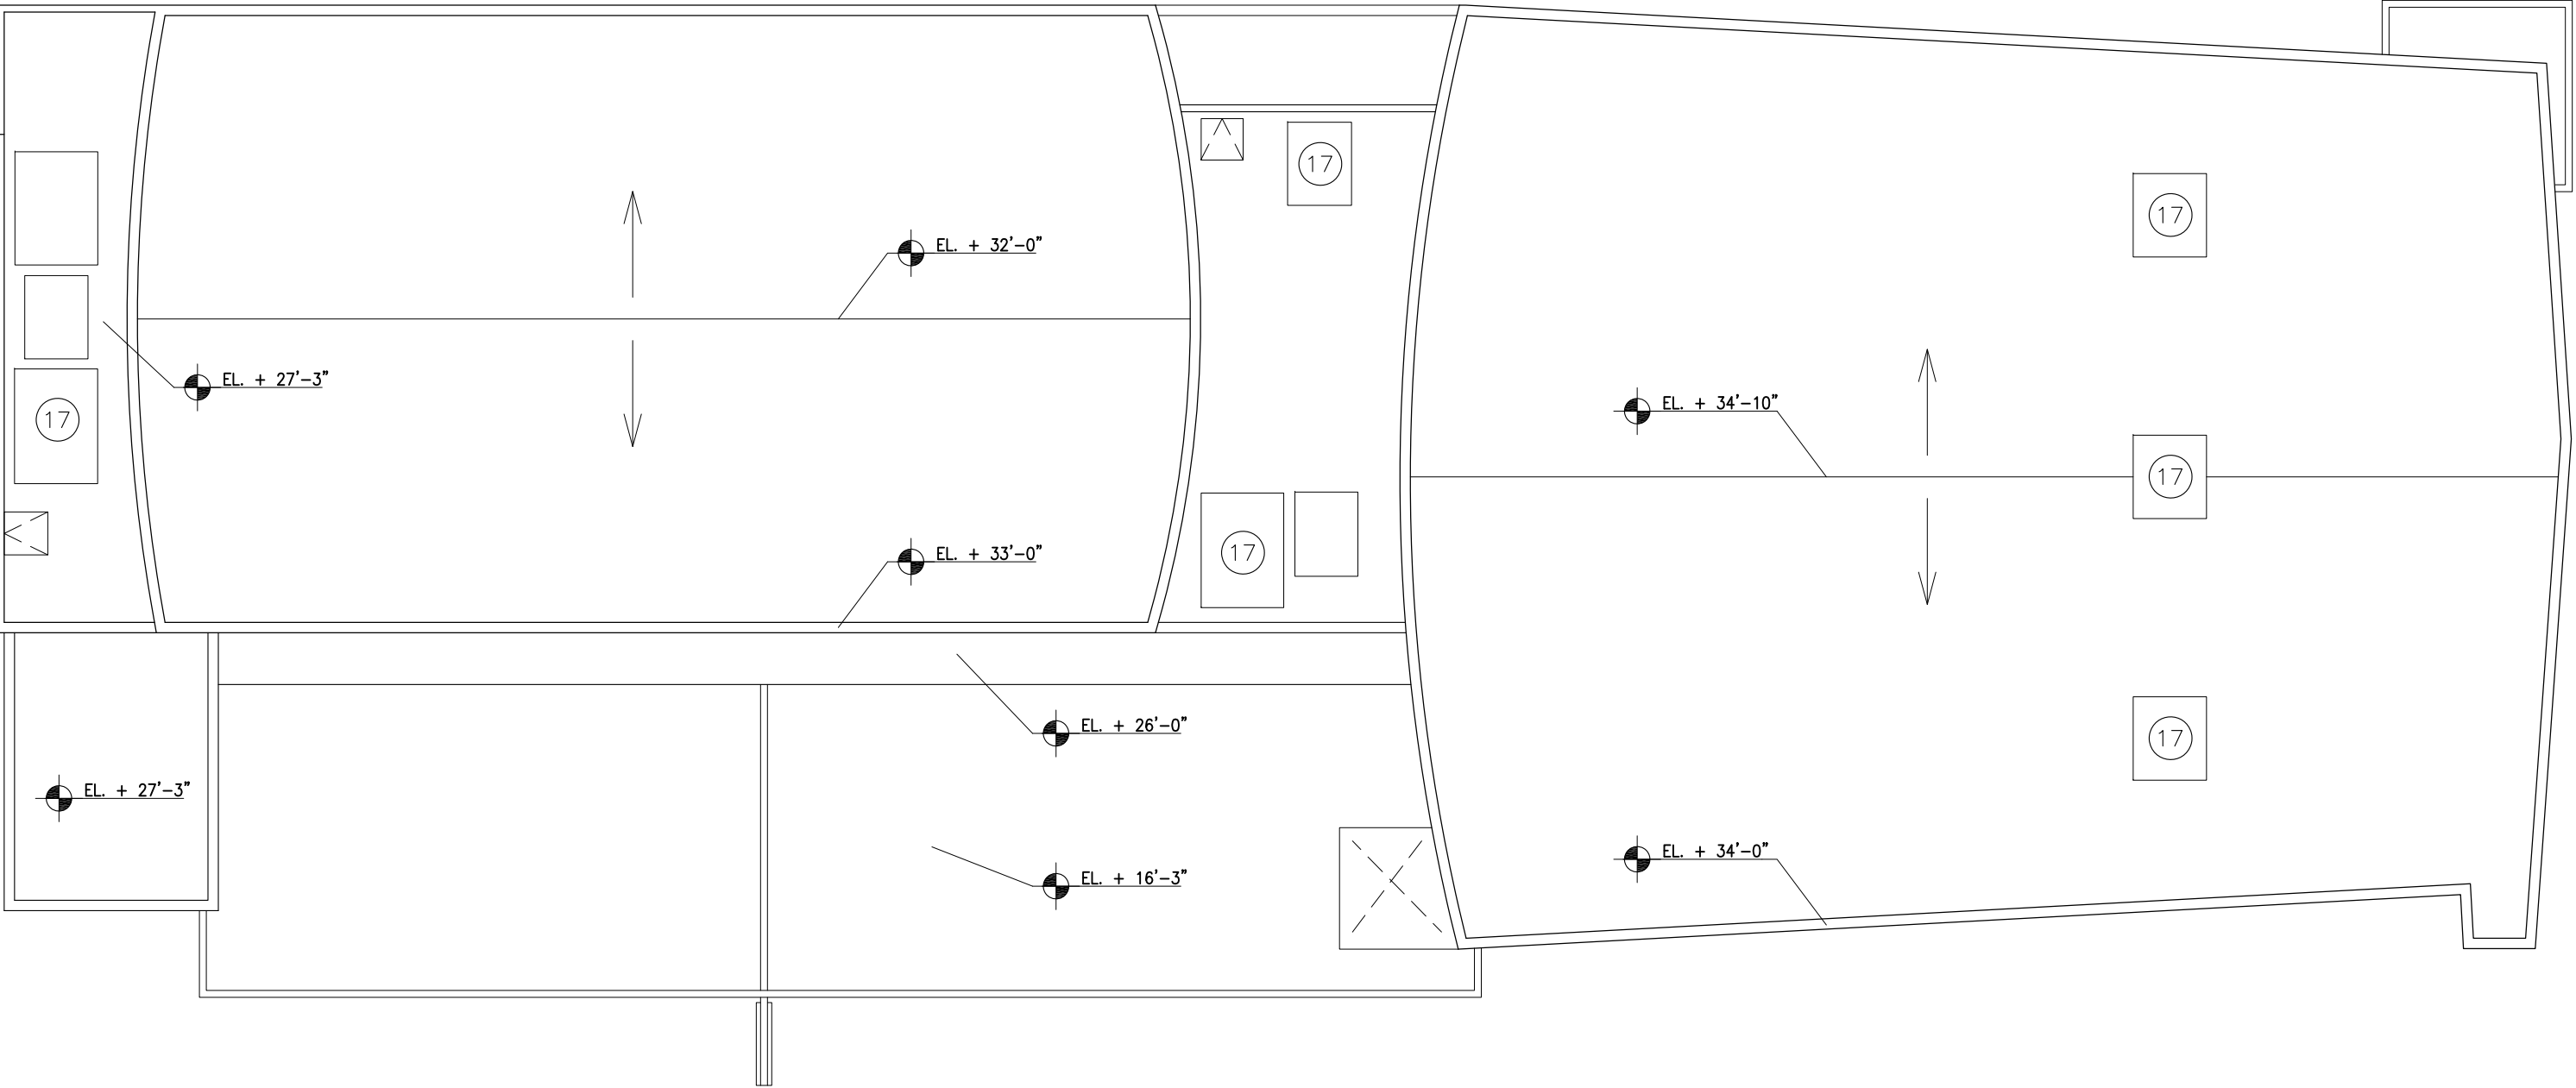 17
17
EL. + 32'-0"
EL. + 27'-3"
EL. + 34'-10"
17
17
EL. + 33'-0"
17
EL. + 26'-0"
17
EL. + 27'-3"
EL. + 34'-0"
EL. + 16'-3"